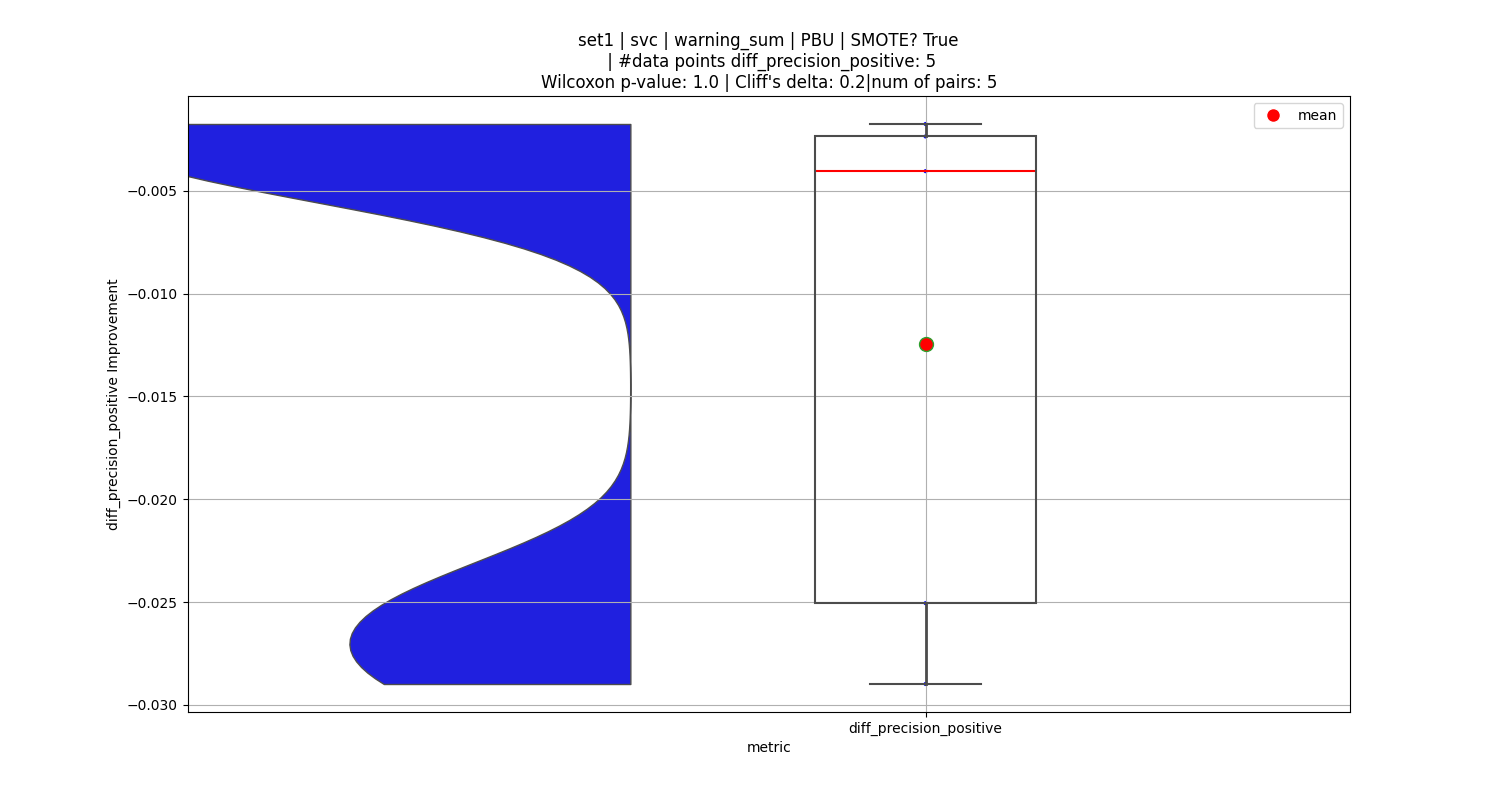 set1 | svc | warning_sum | PBU | SMOTE? True
| #data points diff_precision_positive: 5
Wilcoxon p-value: 1.0 | Cliff's delta: 0.2|num of pairs: 5
mean
−0.005
−0.010
−0.015
−0.020
−0.025
−0.030
diff_precision_positive Improvement
diff_precision_positive
metric